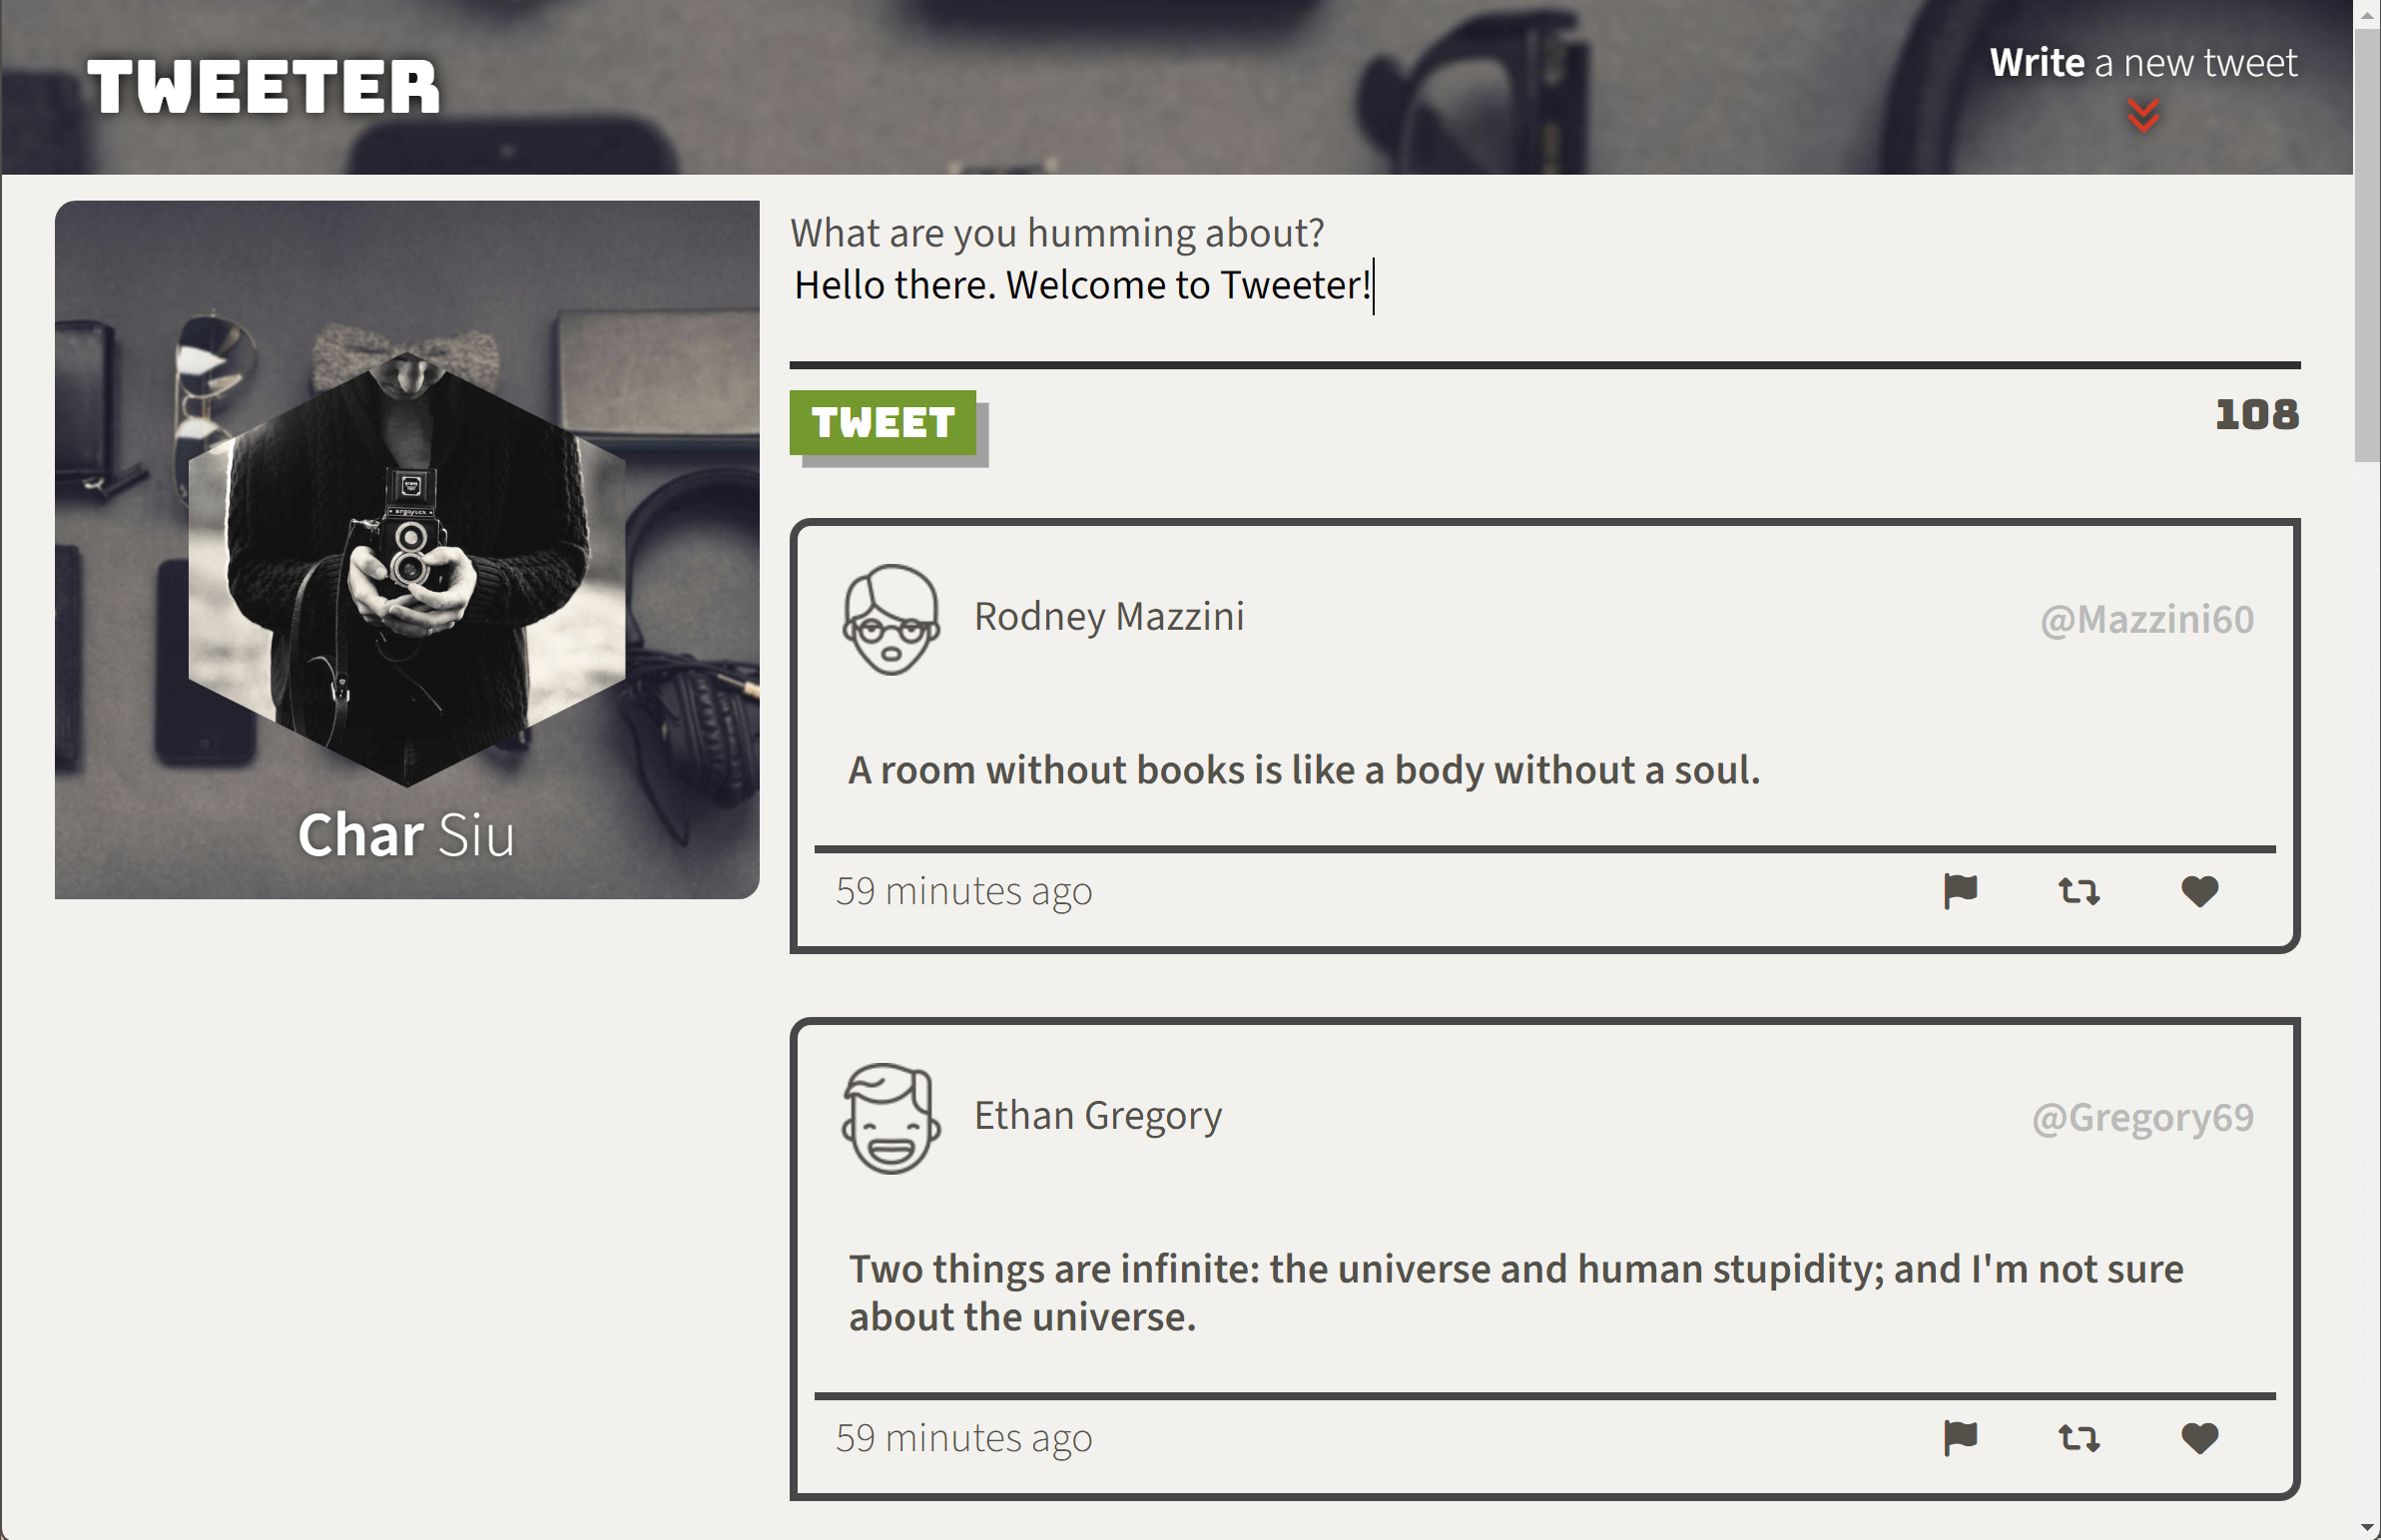 TWEETER
Write a new tweet
What are you humming about?
Hello there. Welcome to Tweeter!
TWEET
108
argoflex
Char Siu
Rodney Mazzini
@Mazzini60
A room without books is like a body without a soul.
59 minutes ago
Ethan Gregory
@Gregory69
Two things are infinite: the universe and human stupidity; and I'm not sure
about the universe.
59 minutes ago